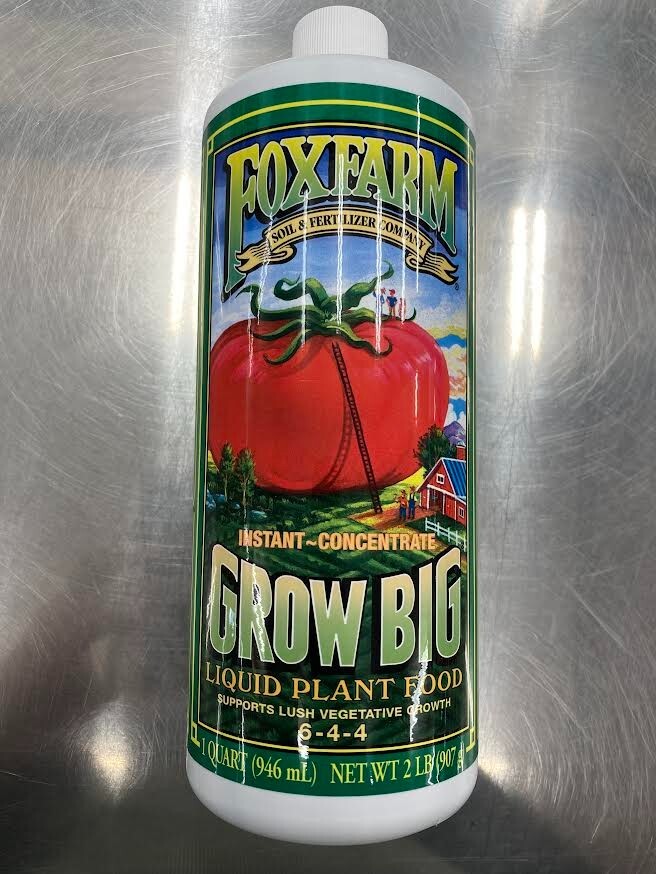 FOXFARM
SOIL & FERTILIZER COMPANY
INSTANT~CONCENTRATE
GROW BIG
LIQUID PLANT FOOD
SUPPORTS LUSH VEGETATIVE GROWTH
6-4-4
1 QUART (946 mL) NET WT 2 LB (907 g